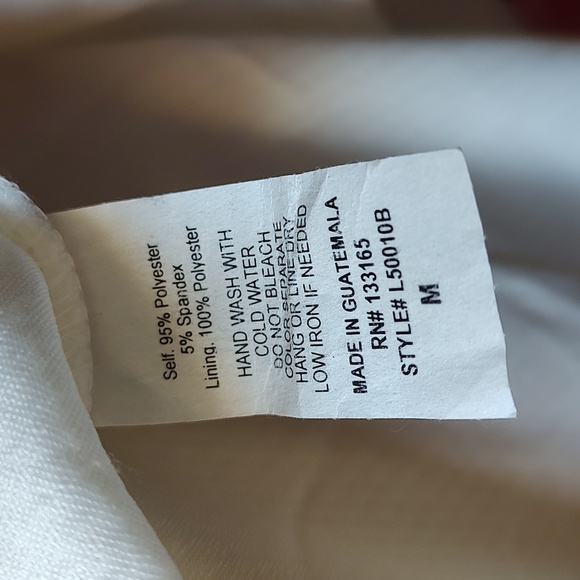 Self. 95% Polyester
5% Spandex
Lining. 100% Polyester
HAND WASH WITH
COLD WATER
DO NOT BLEACH
COLOR SEPARATE
HANG OR LINE DRY
LOW IRON IF NEEDED
MADE IN GUATEMALA
RN# 133165
STYLE# L50010B
M